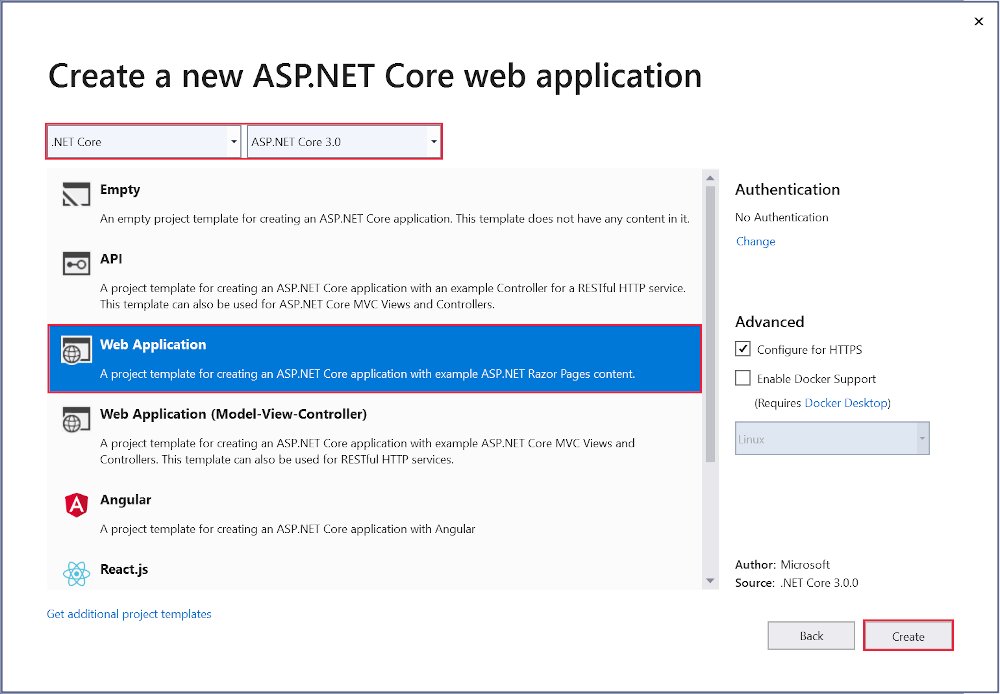 Create a new ASP.NET Core web application
.NET Core
ASP.NET Core 3.0
Empty
An empty project template for creating an ASP.NET Core application. This template does not have any content in it.
API
A project template for creating an ASP.NET Core application with an example Controller for a RESTful HTTP service.
This template can also be used for ASP.NET Core MVC Views and Controllers.
Web Application
A project template for creating an ASP.NET Core application with example ASP.NET Razor Pages content.
Web Application (Model-View-Controller)
A project template for creating an ASP.NET Core application with example ASP.NET Core MVC Views and
Controllers. This template can also be used for RESTful HTTP services.
Angular
A project template for creating an ASP.NET Core application with Angular
React.js
Get additional project templates
Authentication
No Authentication
Change
Advanced
Configure for HTTPS
Enable Docker Support
(Requires Docker Desktop)
Linux
Author: Microsoft
Source: .NET Core 3.0.0
Back
Create